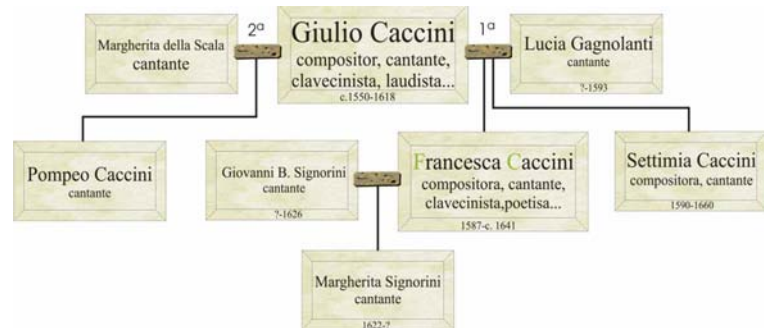 Margherita della Scala
cantante
2ª
Giulio Caccini
compositor, cantante,
clavecinista, laudista...
c.1550-1618
1ª
Lucia Gagnolanti
cantante
?-1593
Pompeo Caccini
cantante
Giovanni B. Signorini
cantante
?-1626
Francesca Caccini
compositora, cantante,
clavecinista,poetisa...
1587-c. 1641
Settimia Caccini
compositora, cantante
1590-1660
Margherita Signorini
cantante
1622-?